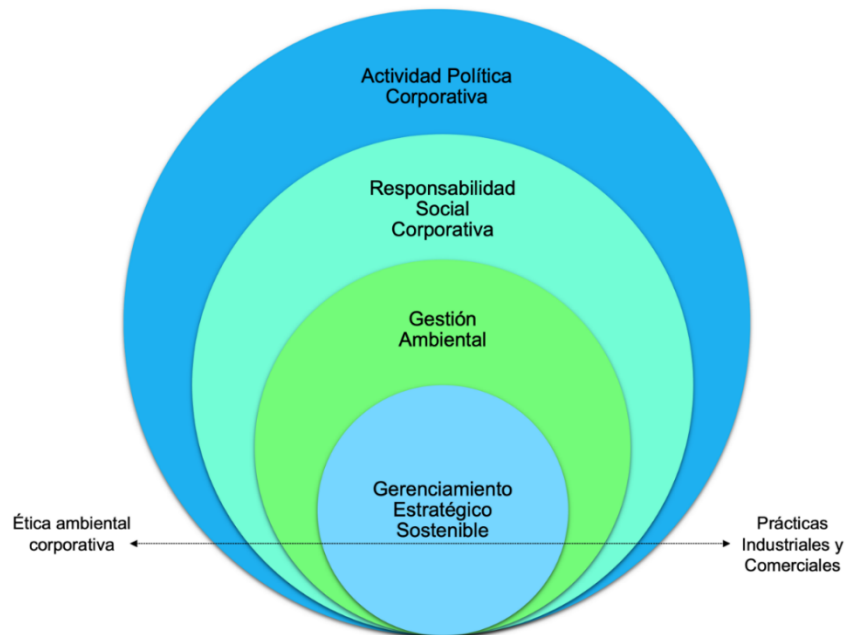 Actividad Política
Corporativa
Responsabilidad
Social
Corporativa
Gestión
Ambiental
Gerenciamiento
Estratégico
Sostenible
Ética ambiental
corporativa
Prácticas
Industriales y
Comerciales